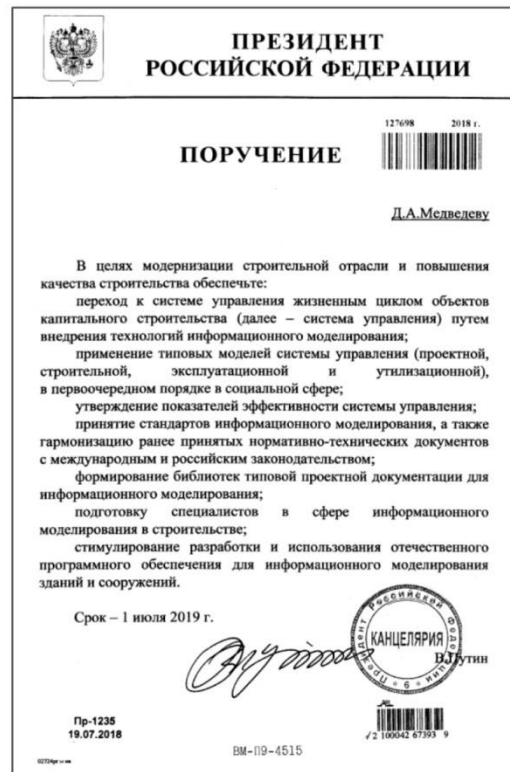 ПРЕЗИДЕНТ
РОССИЙСКОЙ ФЕДЕРАЦИИ
127698 2018 г.
ПОРУЧЕНИЕ
Д.А.Медведеву
В целях модернизации строительной отрасли и повышения
качества строительства обеспечьте:
переход к системе управления жизненным циклом объектов
капитального строительства (далее – система управления) путем
внедрения технологий информационного моделирования;
применение типовых моделей системы управления (проектной,
строительной, эксплуатационной и утилизационной),
в первоочередном порядке в социальной сфере;
утверждение показателей эффективности системы управления;
принятие стандартов информационного моделирования, а также
гармонизацию ранее принятых нормативно-технических документов
с международным и российским законодательством;
формирование библиотек типовой проектной документации для
информационного моделирования;
подготовку специалистов в сфере информационного
моделирования в строительстве;
стимулирование разработки и использования отечественного
программного обеспечения для информационного моделирования
зданий и сооружений.
Срок – 1 июля 2019 г.
Президент Российской Федерации
КАНЦЕЛЯРИЯ
* 6 *
В.Путин
Пр-1235
19.07.2018
2 100042 67393 9
ВМ-П9-4515